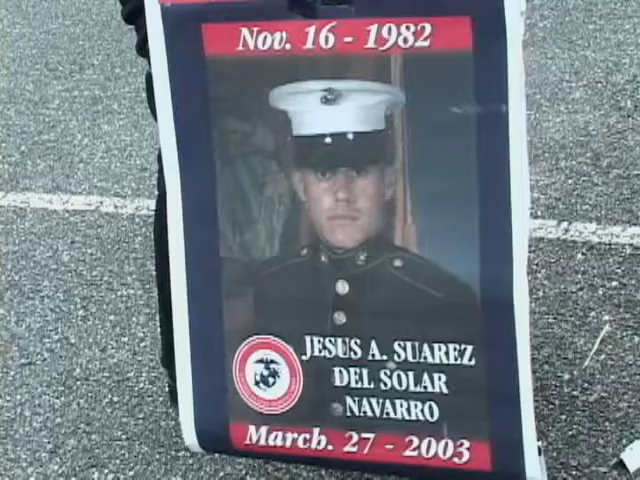 Nov. 16 - 1982
JESUS A. SUAREZ
DEL SOLAR
NAVARRO
March. 27 - 2003